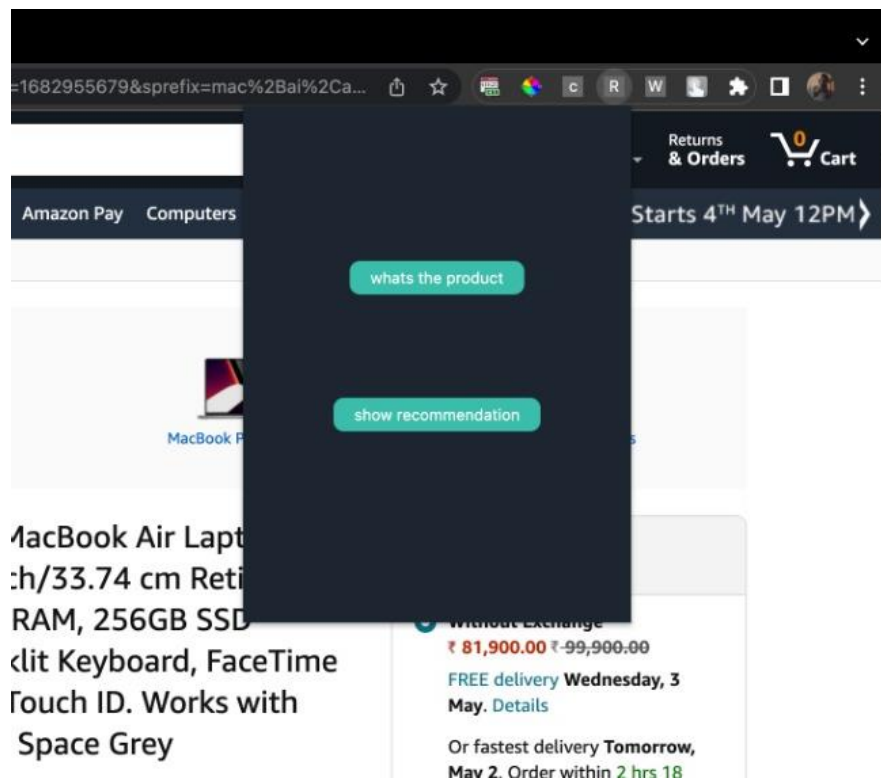 =1682955679&sprefix=mac%2Bai%2Ca...
C
R
W
Returns
& Orders
0
Cart
Amazon Pay Computers
Starts 4TH May 12PM
whats the product
show recommendation
MacBook P
s
MacBook Air Lapt
ch/33.74 cm Reti
RAM, 256GB SSD
klit Keyboard, FaceTime
Touch ID. Works with
Space Grey
Without Exchange
₹ 81,900.00 ₹ 99,900.00
FREE delivery Wednesday, 3
May. Details
Or fastest delivery Tomorrow,
May 2. Order within 2 hrs 18